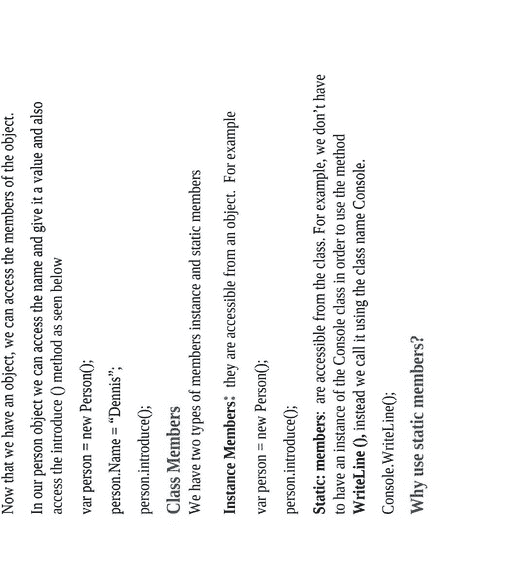 Now that we have an object, we can access the members of the object.
In our person object we can access the name and give it a value and also
access the introduce () method as seen below
var person = new Person();
person.Name = “Dennis”;
person.introduce();
Class Members
We have two types of members instance and static members
Instance Members: they are accessible from an object. For example
var person = new Person();
person.introduce();
Static: members: are accessible from the class. For example, we don’t have
to have an instance of the Console class in order to use the method
WriteLine (), instead we call it using the class name Console.
Console.WriteLine();
Why use static members?